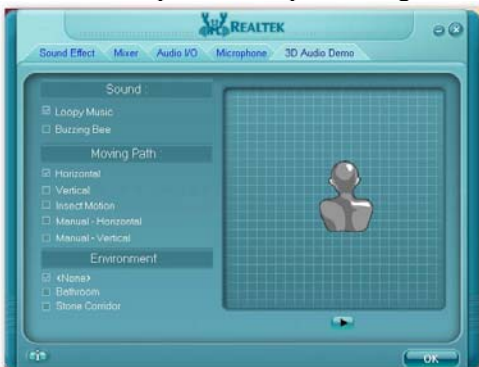 REALTEK
Sound Effect Mixer Audio I/O Microphone 3D Audio Demo
Sound :
Loopy Music
Buzzing Bee
Moving Path :
Horizontal
Vertical
Insect Motion
Manual - Horizontal
Manual - Vertical
Environment
<None>
Bathroom
Stone Corridor
OK